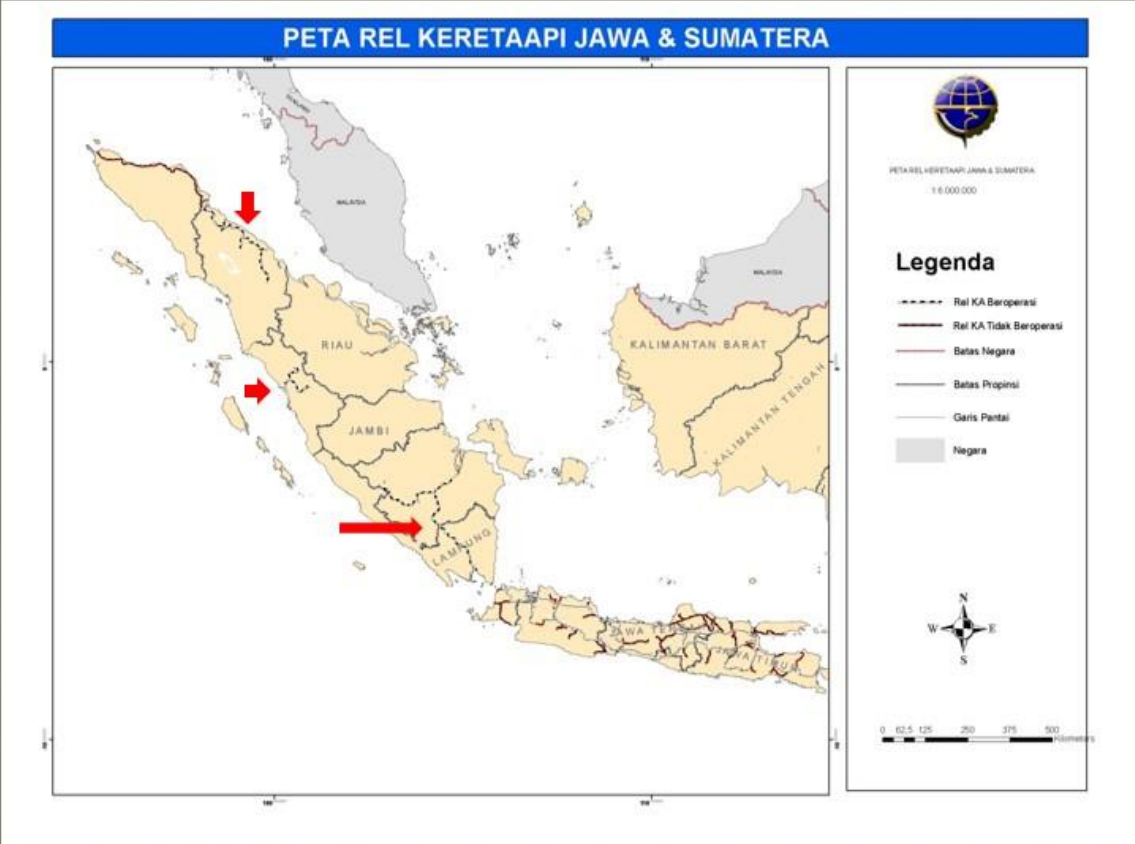 PETA REL KERETAAPI JAWA & SUMATERA
MALAYSIA
MALAYSIA
RIAU
KALIMANTAN BARAT
KALIMANTAN TENGAH
JAMBI
LAMPUNG
JAWA TIMUR
PETA REL KERETAAPI JAWA & SUMATERA
1:6.000.000
Legenda
Rel KA Beroperasi
Rel KA Tidak Beroperasi
Batas Negara
Batas Propinsi
Garis Pantai
Negara
N
W
E
S
0 62,5 125 250 375 500
Kilometers